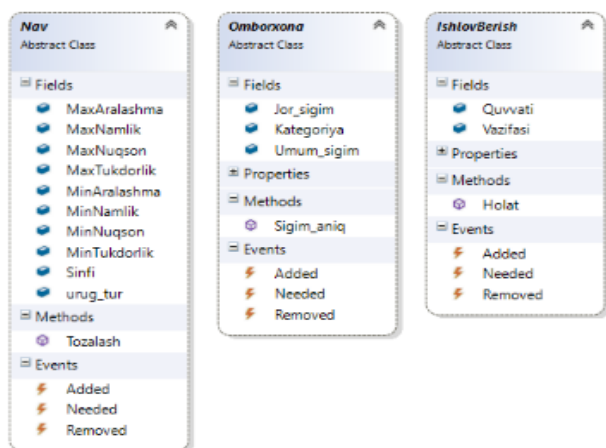 Nav
Abstract Class
Fields
MaxAralashma
MaxNamlik
MaxNuqson
MaxTukdorlik
MinAralashma
MinNamlik
MinNuqson
MinTukdorlik
Sinfi
urug_tur
Methods
Tozalash
Events
Added
Needed
Removed
Omborxona
Abstract Class
Fields
Jor_sigim
Kategoriya
Umum_sigim
Properties
Methods
Sigim_aniq
Events
Added
Needed
Removed
IshlovBerish
Abstract Class
Fields
Quvvati
Vazifasi
Properties
Methods
Holat
Events
Added
Needed
Removed